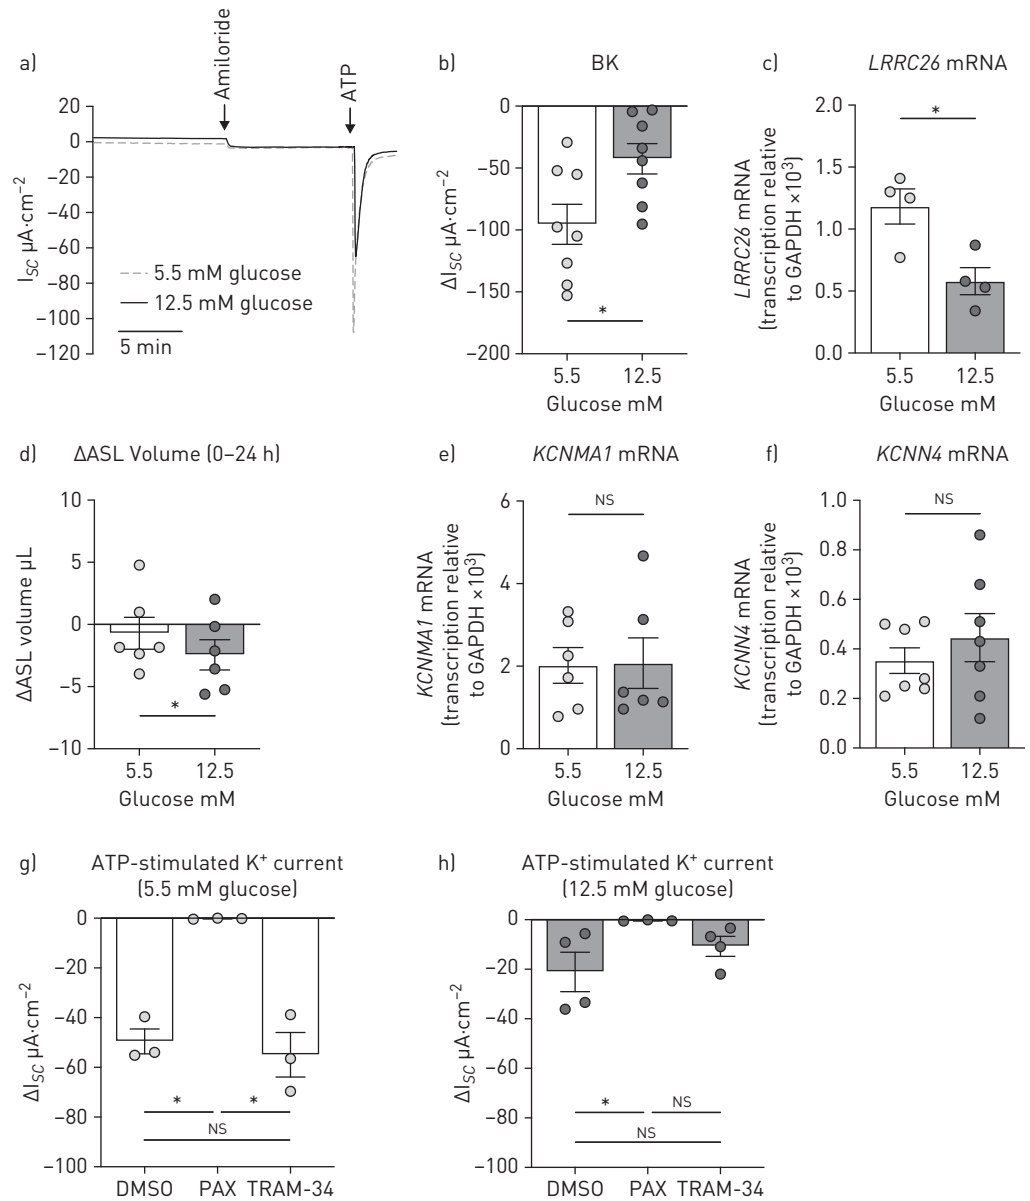 a)
Amiloride
ATP
20
0
−20
−40
−60
−80
−100
−120
I_SC μA·cm⁻²
5.5 mM glucose
12.5 mM glucose
5 min
b)
BK
0
−50
−100
−150
−200
ΔI_SC μA·cm⁻²
*
5.5
12.5
Glucose mM
c)
LRRC26 mRNA
2.0
1.5
1.0
0.5
0.0
LRRC26 mRNA
(transcription relative
to GAPDH ×10³)
*
5.5
12.5
Glucose mM
d)
ΔASL Volume (0–24 h)
10
5
0
−5
−10
ΔASL volume μL
*
5.5
12.5
Glucose mM
e)
KCNMA1 mRNA
6
4
2
0
KCNMA1 mRNA
(transcription relative
to GAPDH ×10³)
NS
5.5
12.5
Glucose mM
f)
KCNN4 mRNA
1.0
0.8
0.6
0.4
0.2
0.0
KCNN4 mRNA
(transcription relative
to GAPDH ×10³)
NS
5.5
12.5
Glucose mM
g)
ATP-stimulated K⁺ current
(5.5 mM glucose)
0
−20
−40
−60
−80
−100
ΔI_SC μA·cm⁻²
*
*
NS
DMSO
PAX
TRAM-34
h)
ATP-stimulated K⁺ current
(12.5 mM glucose)
0
−20
−40
−60
−80
−100
ΔI_SC μA·cm⁻²
*
NS
NS
DMSO
PAX
TRAM-34